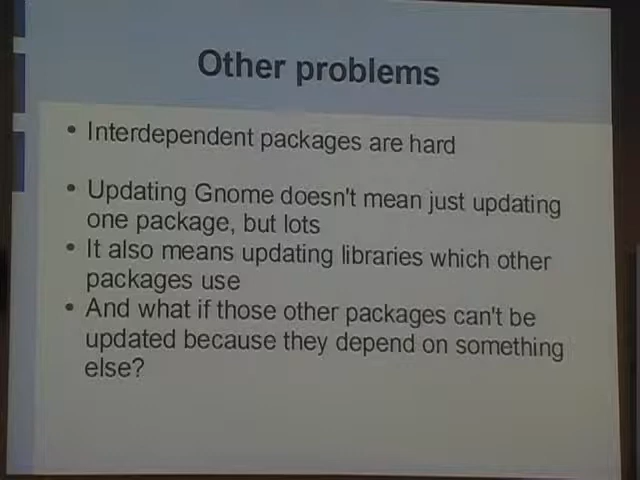 Other problems
• Interdependent packages are hard
• Updating Gnome doesn't mean just updating
one package, but lots
• It also means updating libraries which other
packages use
• And what if those other packages can't be
updated because they depend on something
else?